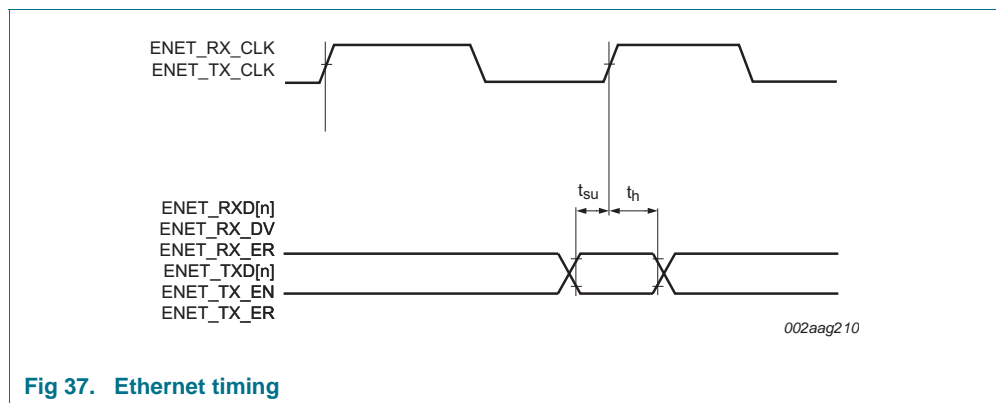 ENET_RX_CLK
ENET_TX_CLK
tsu
th
ENET_RXD[n]
ENET_RX_DV
ENET_RX_ER
ENET_TXD[n]
ENET_TX_EN
ENET_TX_ER
002aag210
Fig 37. Ethernet timing